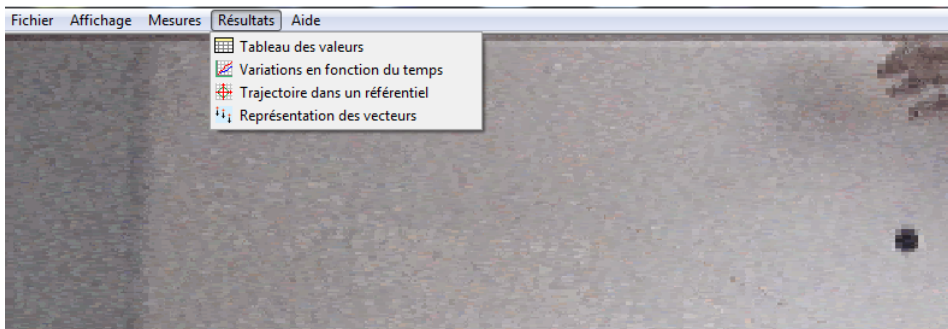 Fichier Affichage Mesures Résultats Aide
Tableau des valeurs
Variations en fonction du temps
Trajectoire dans un référentiel
Représentation des vecteurs